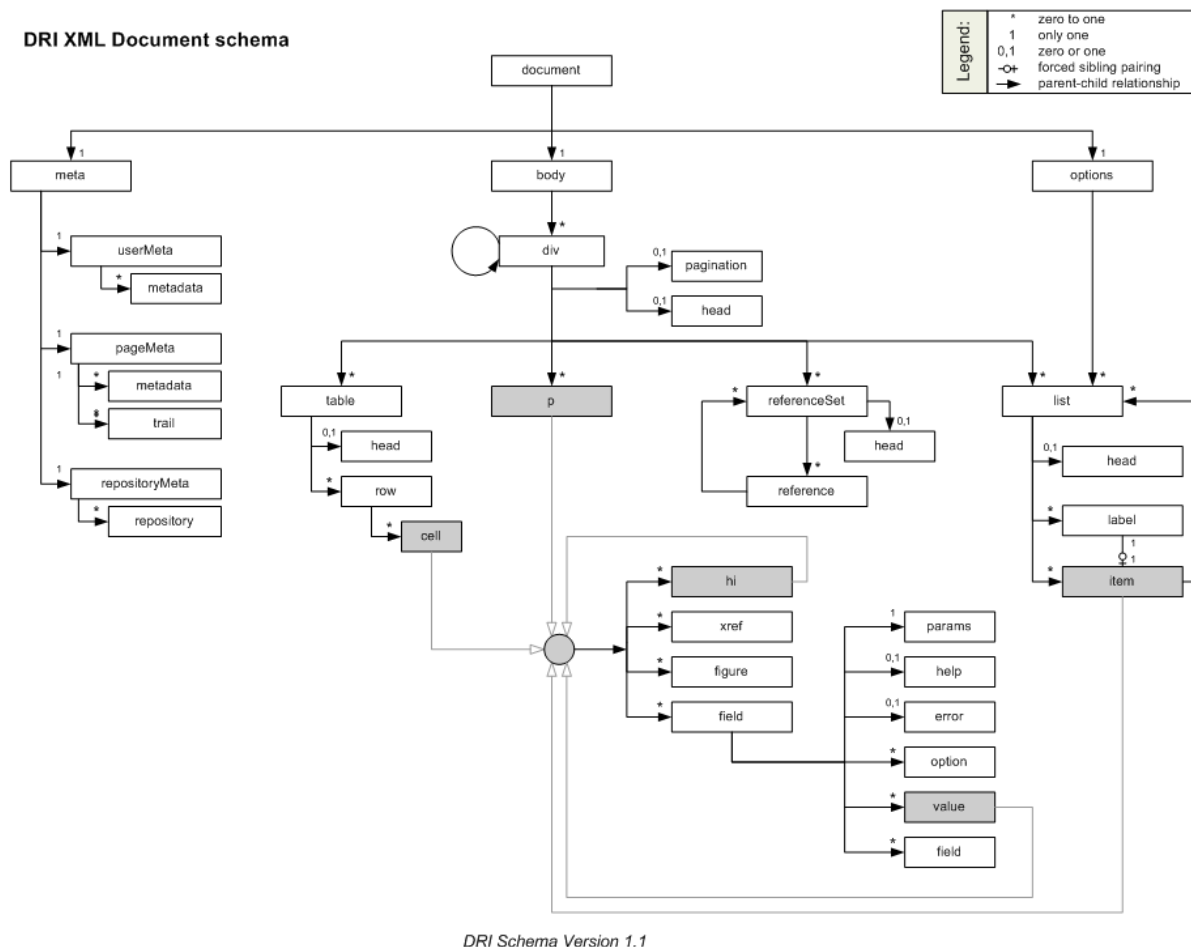 DRI XML Document schema
Legend:
* zero to one
1 only one
0,1 zero or one
forced sibling pairing
parent-child relationship
document
1 1 1
meta body options
1 *
userMeta div
* 0,1
metadata pagination
0,1
head
1
pageMeta
1 * * * * * * *
metadata table p referenceSet list
*
trail
0,1 0,1 0,1
head head head
1 * *
repositoryMeta row reference
* *
repository label
* 1
cell 1
* *
hi item
* 1
xref params
* 0,1
figure help
* 0,1
field error
*
option
*
value
*
field
DRI Schema Version 1.1